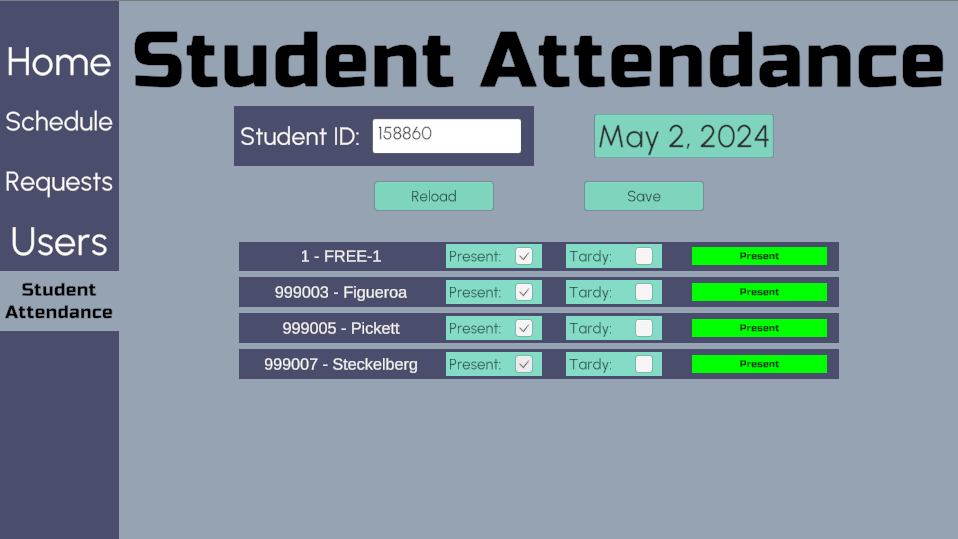 Home
Schedule
Requests
Users
Student
Attendance
Student Attendance
Student ID: 158860
May 2, 2024
Reload
Save
1 - FREE-1 Present: Tardy: Present
999003 - Figueroa Present: Tardy: Present
999005 - Pickett Present: Tardy: Present
999007 - Steckelberg Present: Tardy: Present